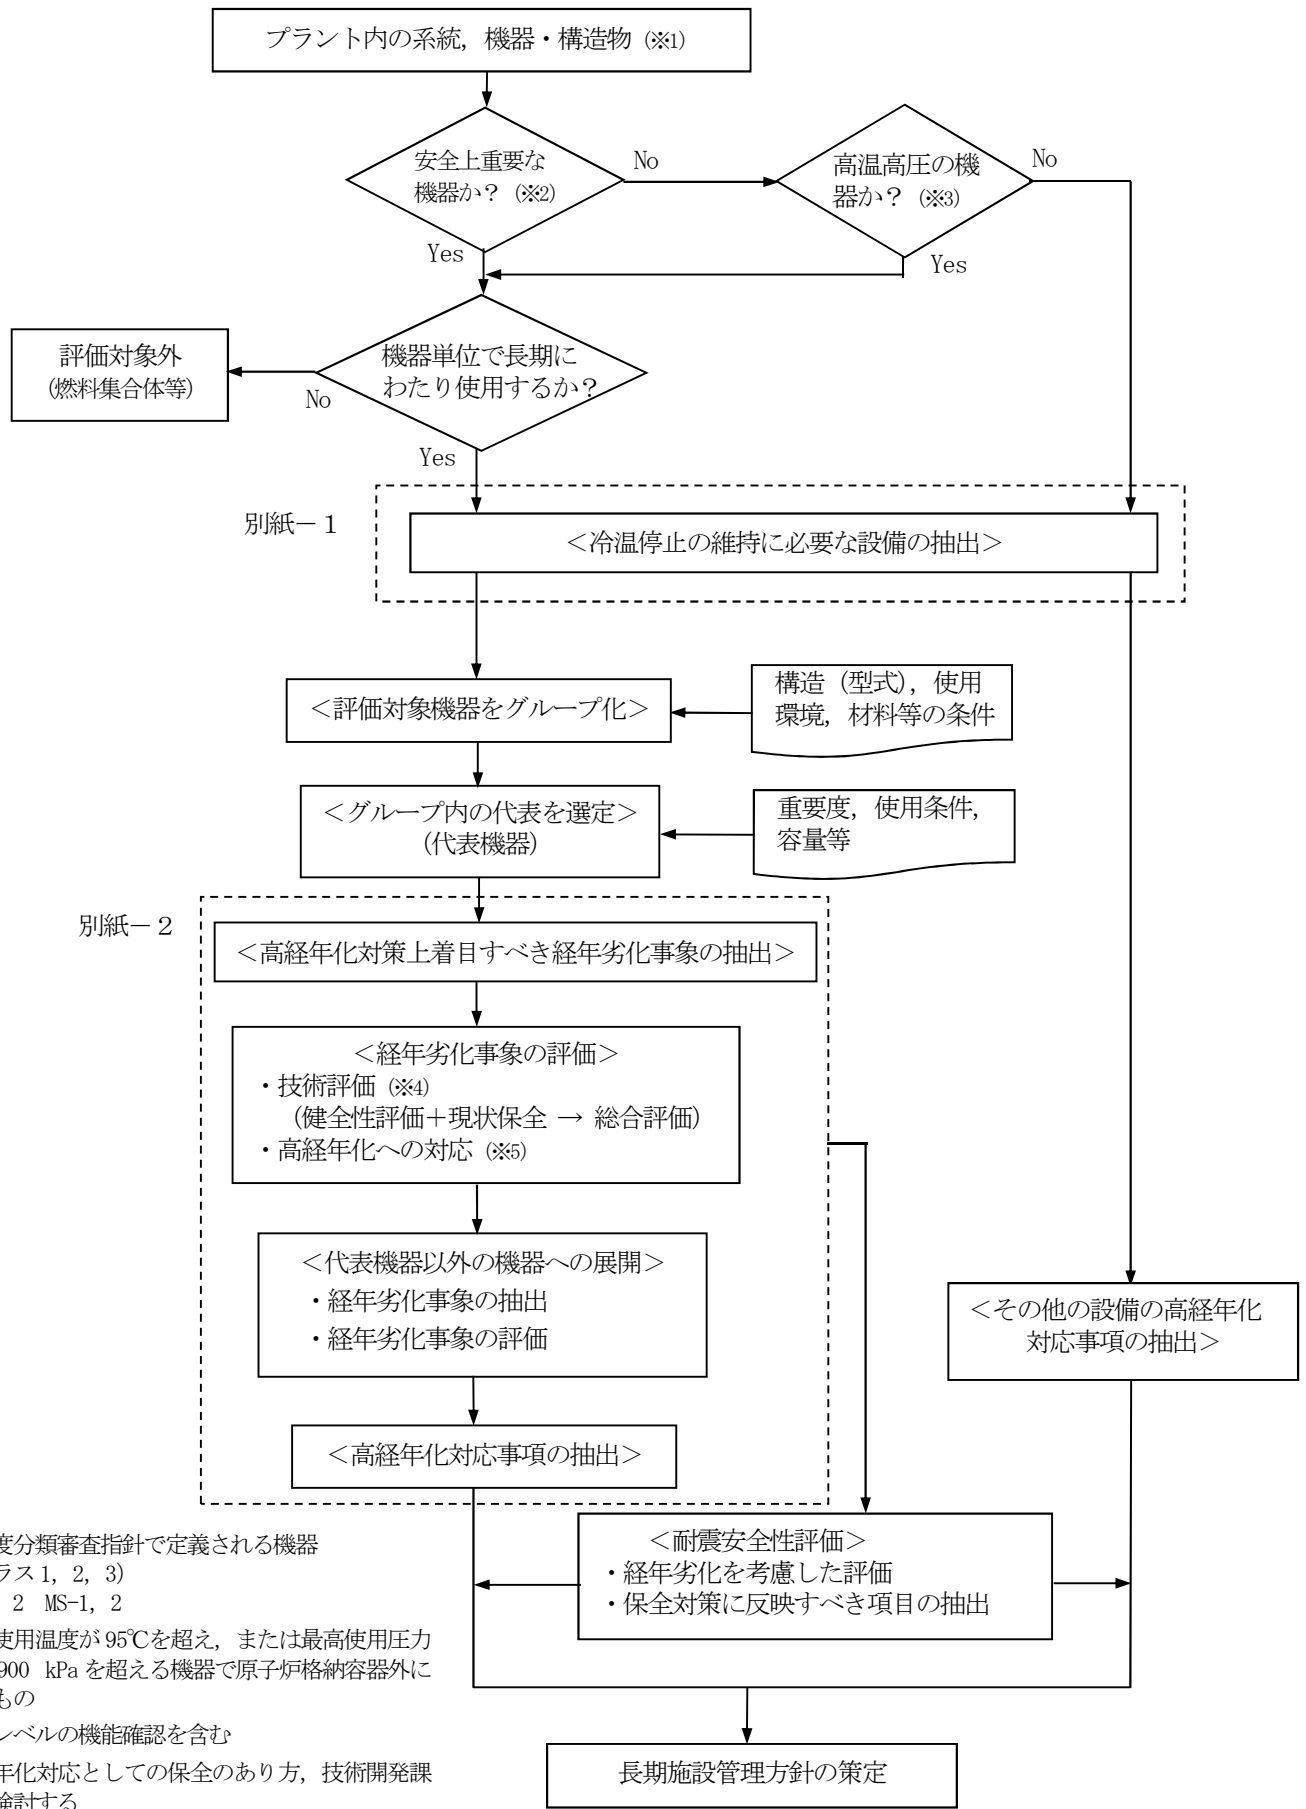 プラント内の系統，機器・構造物（※1）
安全上重要な
機器か？（※2）
No
高温高圧の機
器か？（※3）
No
Yes
Yes
評価対象外
(燃料集合体等)
機器単位で長期に
わたり使用するか？
No
Yes
別紙－１
＜冷温停止の維持に必要な設備の抽出＞
＜評価対象機器をグループ化＞
構造（型式），使用
環境，材料等の条件
＜グループ内の代表を選定＞
（代表機器）
重要度，使用条件，
容量等
別紙－２
＜高経年化対策上着目すべき経年劣化事象の抽出＞
＜経年劣化事象の評価＞
・技術評価（※4）
（健全性評価＋現状保全 → 総合評価）
・高経年化への対応（※5）
＜代表機器以外の機器への展開＞
・経年劣化事象の抽出
・経年劣化事象の評価
＜その他の設備の高経年化
対応事項の抽出＞
＜高経年化対応事項の抽出＞
＜耐震安全性評価＞
・経年劣化を考慮した評価
・保全対策に反映すべき項目の抽出
度分類審査指針で定義される機器
ラス 1，2，3）
2 MS-1，2
使用温度が 95℃を超え，または最高使用圧力
900 kPa を超える機器で原子炉格納容器外に
もの
レベルの機能確認を含む
年化対応としての保全のあり方，技術開発課
検討する
長期施設管理方針の策定